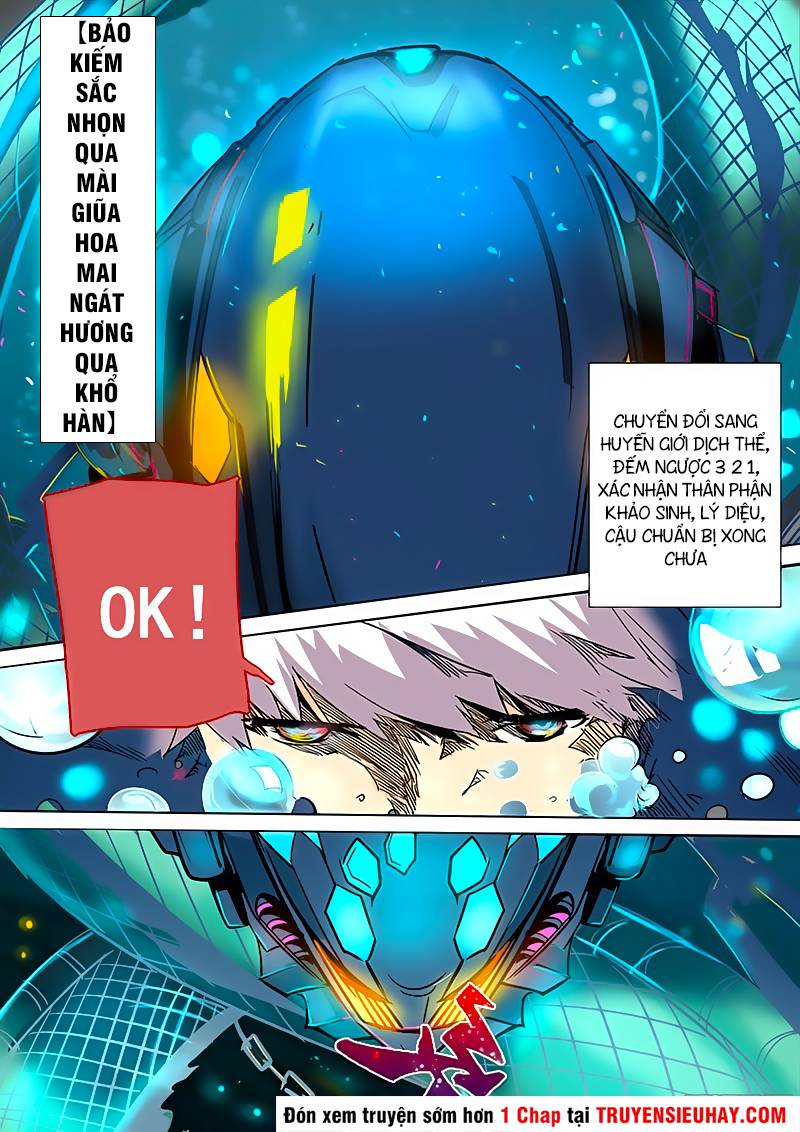 【BẢO
KIẾM
SẮC
NHỌN
QUA
MÀI
GIŨA
HOA
MAI
NGÁT
HƯƠNG
QUA
KHỔ
HÀN】
CHUYỂN ĐỔI SANG
HUYỄN GIỚI DỊCH THỂ,
ĐẾM NGƯỢC 3 2 1,
XÁC NHẬN THÂN PHẬN
KHẢO SINH, LÝ DIỆU,
CẬU CHUẨN BỊ XONG
CHƯA
OK!
Đón xem truyện sớm hơn 1 Chap tại TRUYENSIEUHAY.COM